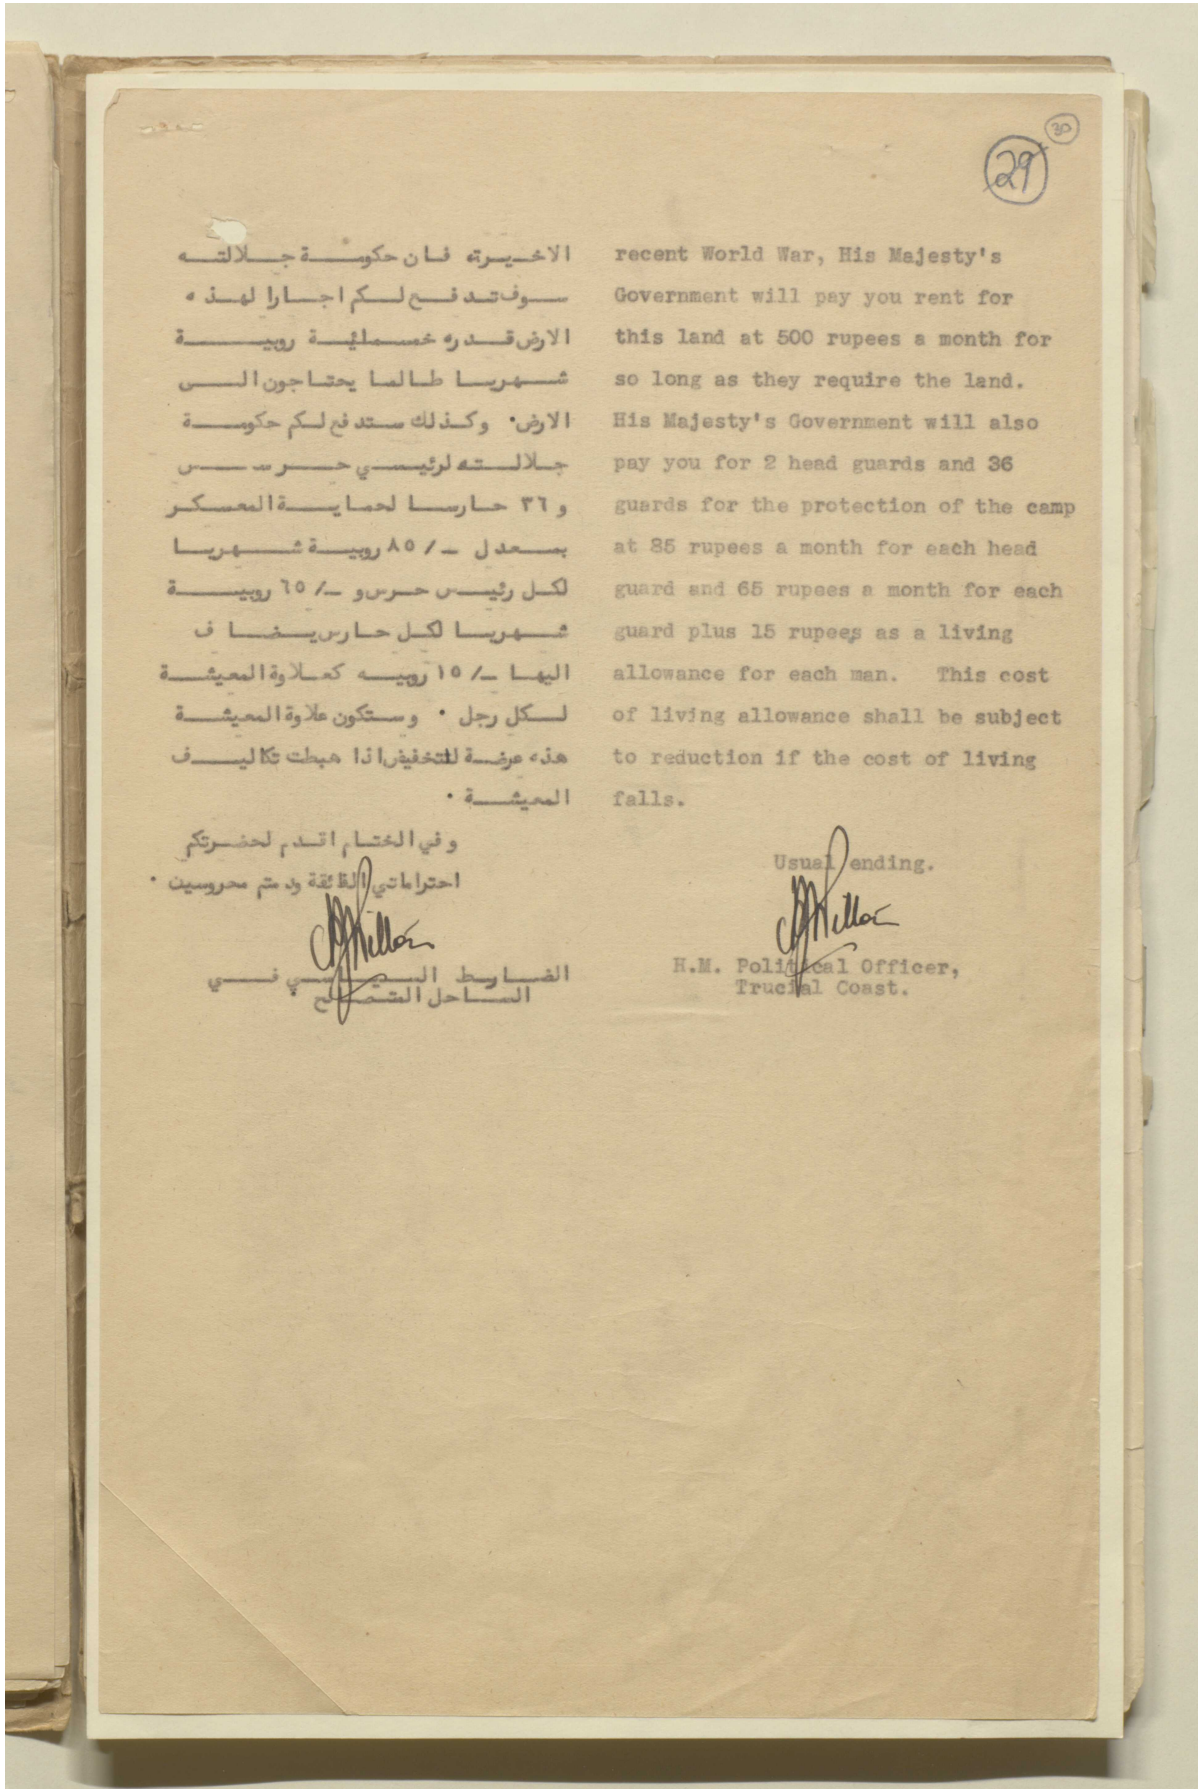 30
29
الاخيرته فان حكومة جلالته
سوف تدفع لكم اجارا لهذه
الارض قدره خمسمائية روبية
شهريا طالما يحتاجون الس
الارض٠ وكذلك ستدفع لكم حكومة
جلالته لرئيسي حرس س
و ٣٦ حارسا لحماية المعسكر
بمعدل -/ ٨٥ روبية شهريا
لكل رئيس حرس و -/ ٦٥ روبية
شهريا لكل حارس يضاف
اليها -/ ١٥ روبيه كعلاوة المعيشة
لكل رجل ٠ وستكون علاوة المعيشة
هذه عرضة للتخفيض اذا هبطت تكاليف
المعيشة ٠
وفي الختام اقدم لحضرتكم
احتراماتي الفائقة ودمتم محروسين ٠
الضابط السياسي في
الساحل المتصالح
recent World War, His Majesty's
Government will pay you rent for
this land at 500 rupees a month for
so long as they require the land.
His Majesty's Government will also
pay you for 2 head guards and 36
guards for the protection of the camp
at 85 rupees a month for each head
guard and 65 rupees a month for each
guard plus 15 rupees as a living
allowance for each man. This cost
of living allowance shall be subject
to reduction if the cost of living
falls.
Usual ending.
H.M. Political Officer,
Trucial Coast.